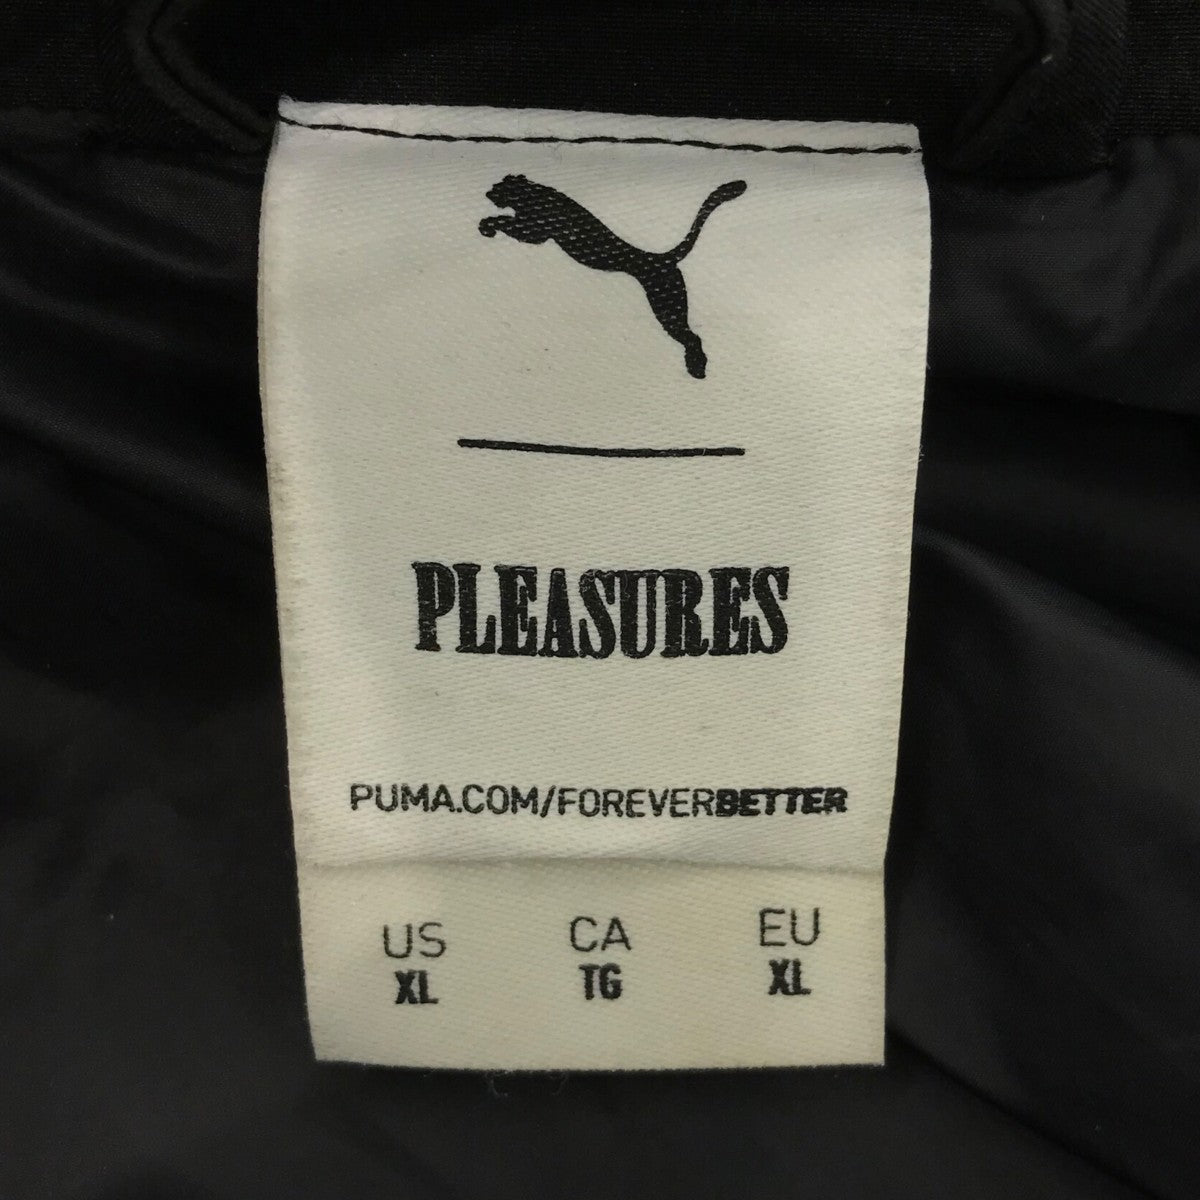 PLEASURES
PUMA.COM/FOREVERBETTER
US CA EU
XL TG XL